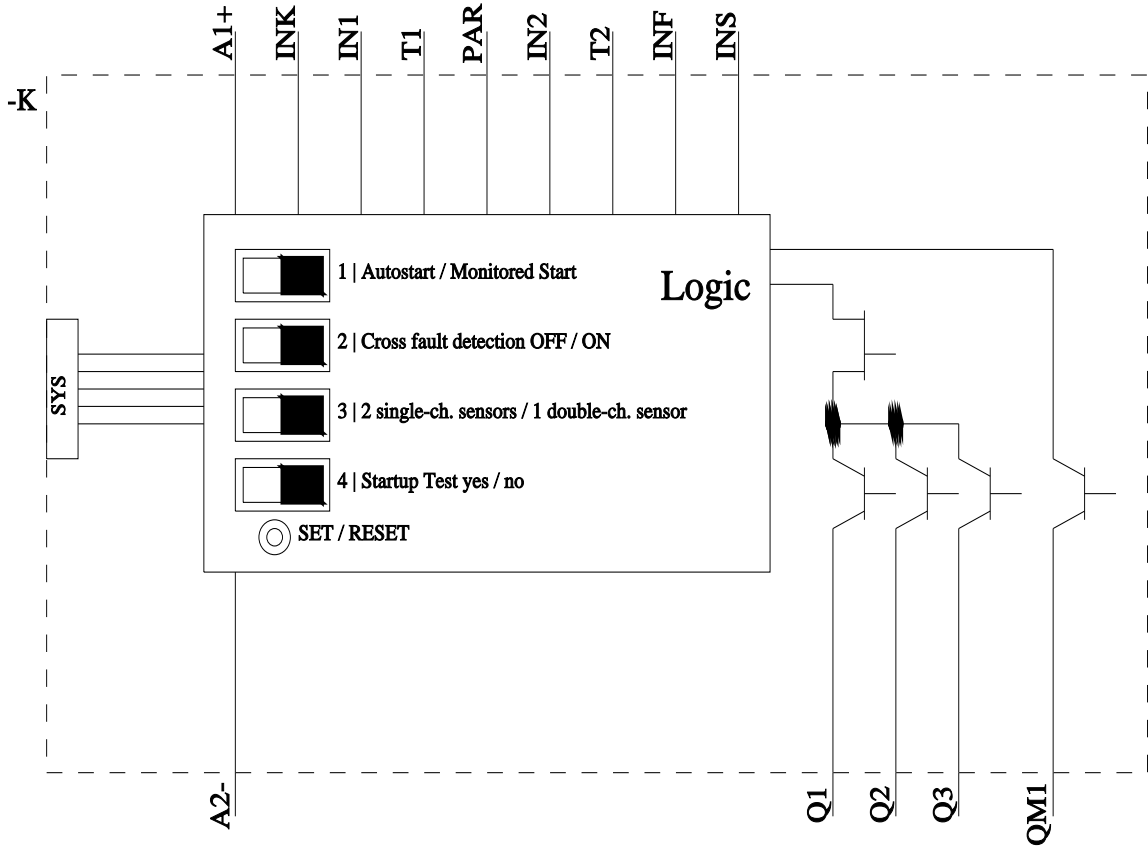 A1+
INK
IN1
T1
PAR
IN2
T2
INF
INS
-K
1 | Autostart / Monitored Start
Logic
2 | Cross fault detection OFF / ON
SYS
3 | 2 single-ch. sensors / 1 double-ch. sensor
4 | Startup Test yes / no
SET / RESET
A2-
Q1
Q2
Q3
QM1